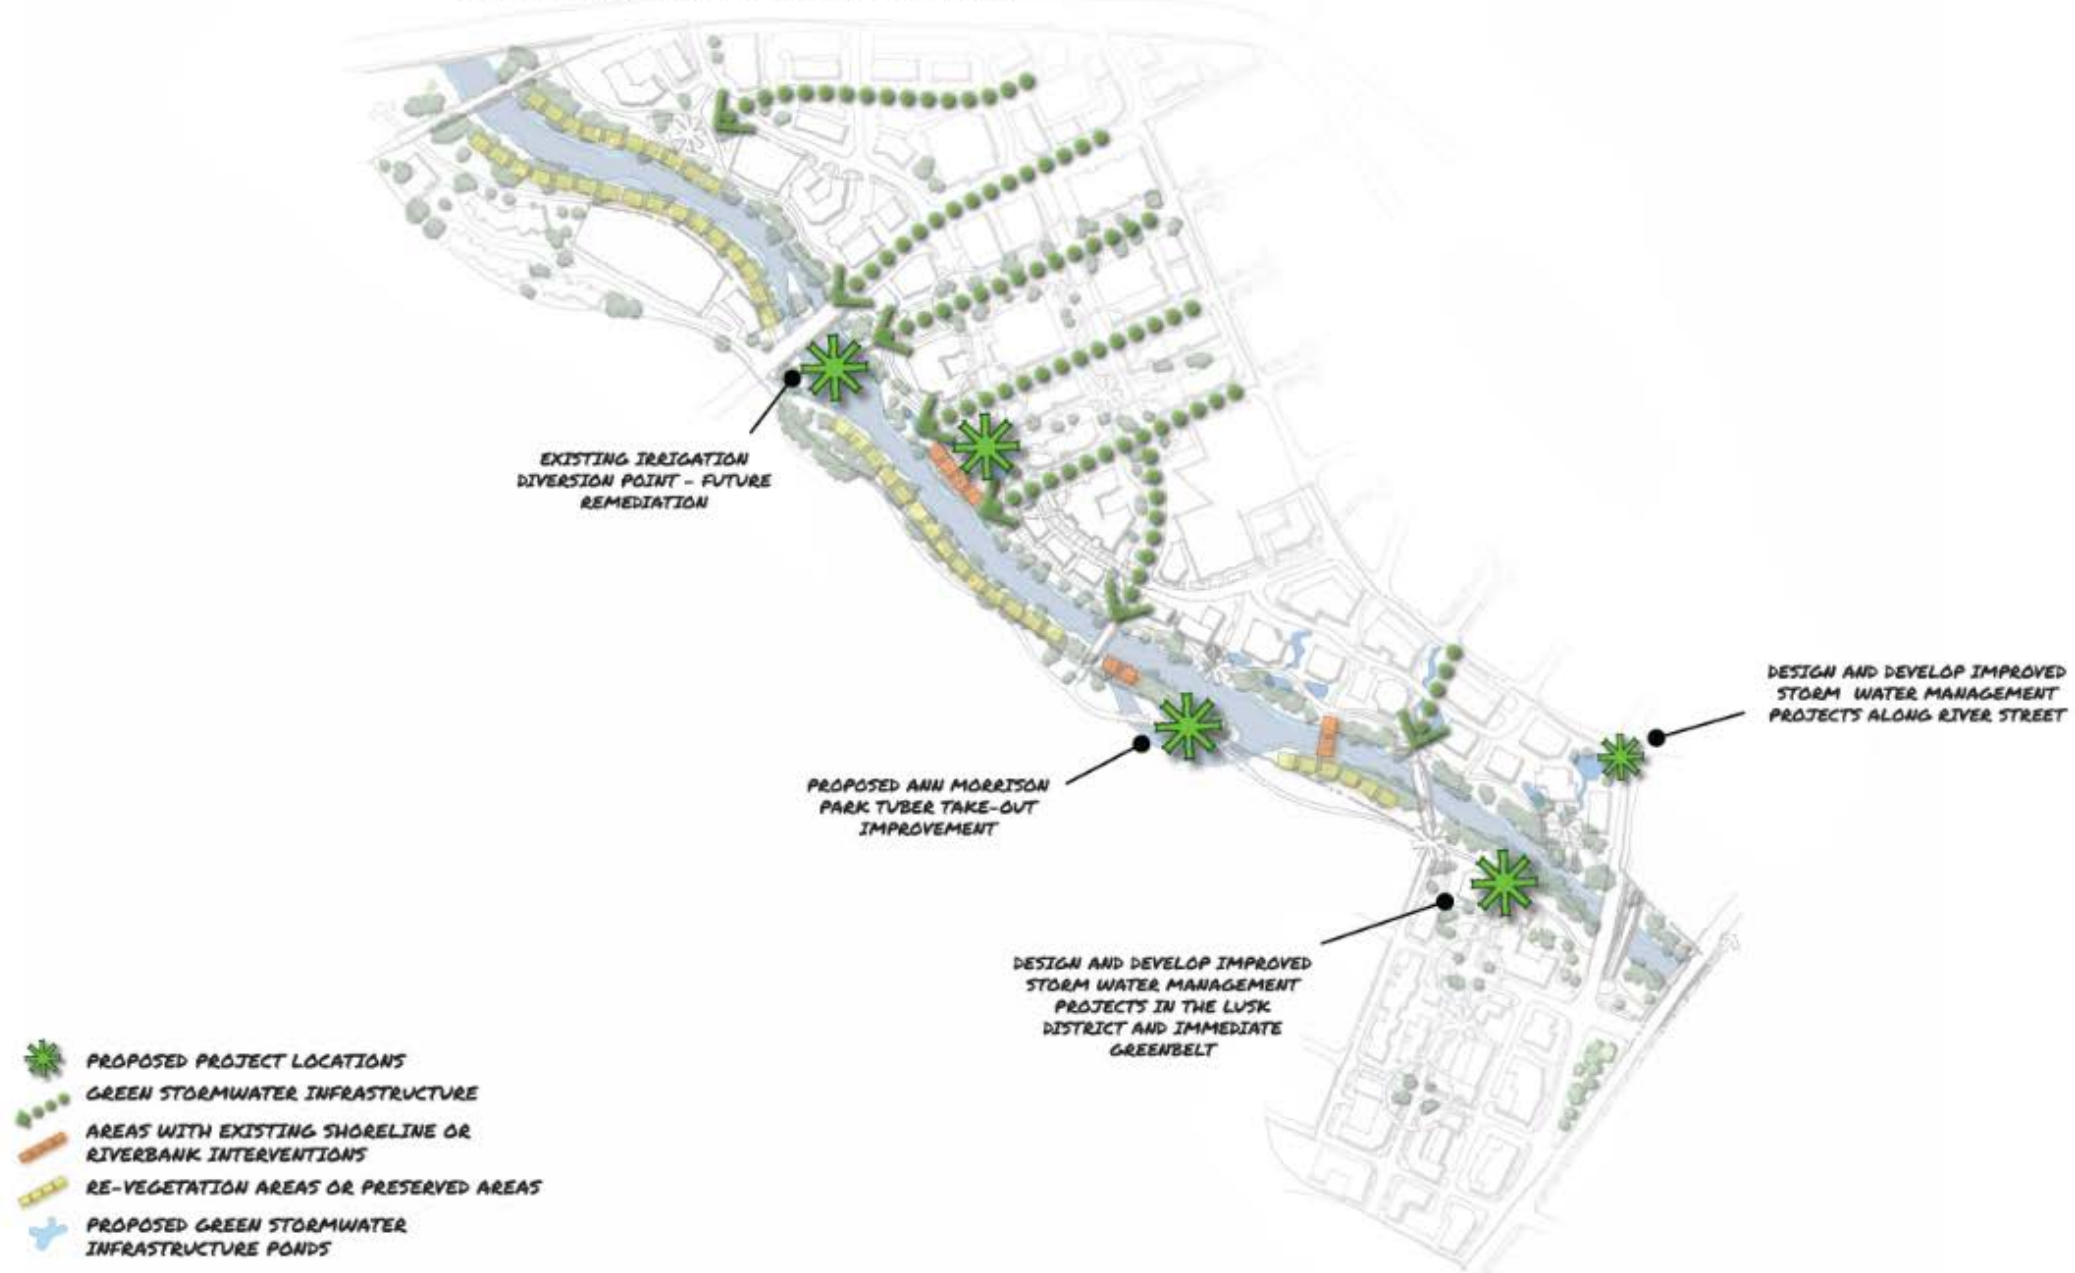 EXISTING IRRIGATION
DIVERSION POINT - FUTURE
REMEDIATION
DESIGN AND DEVELOP IMPROVED
STORM WATER MANAGEMENT
PROJECTS ALONG RIVER STREET
PROPOSED ANN MORRISON
PARK TUBER TAKE-OUT
IMPROVEMENT
DESIGN AND DEVELOP IMPROVED
STORM WATER MANAGEMENT
PROJECTS IN THE LUSK
DISTRICT AND IMMEDIATE
GREENBELT
PROPOSED PROJECT LOCATIONS
GREEN STORMWATER INFRASTRUCTURE
AREAS WITH EXISTING SHORELINE OR
RIVERBANK INTERVENTIONS
RE-VEGETATION AREAS OR PRESERVED AREAS
PROPOSED GREEN STORMWATER
INFRASTRUCTURE PONDS